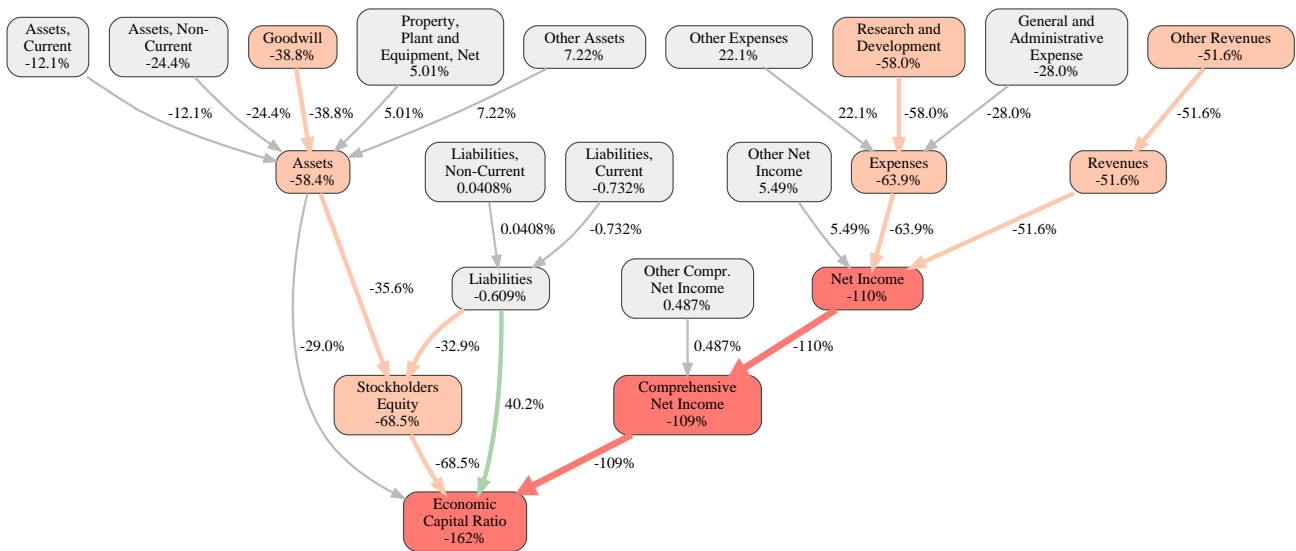 Assets,
Current
-12.1%
Assets, Non-
Current
-24.4%
Goodwill
-38.8%
Property,
Plant and
Equipment, Net
5.01%
Other Assets
7.22%
Other Expenses
22.1%
Research and
Development
-58.0%
General and
Administrative
Expense
-28.0%
Other Revenues
-51.6%
-12.1%
-24.4%
-38.8%
5.01%
7.22%
22.1%
-58.0%
-28.0%
-51.6%
Assets
-58.4%
Liabilities,
Non-Current
0.0408%
Liabilities,
Current
-0.732%
Other Net
Income
5.49%
Expenses
-63.9%
Revenues
-51.6%
0.0408%
-0.732%
5.49%
-63.9%
-51.6%
Liabilities
-0.609%
Other Compr.
Net Income
0.487%
Net Income
-110%
-35.6%
-29.0%
-32.9%
0.487%
-110%
Stockholders
Equity
-68.5%
40.2%
Comprehensive
Net Income
-109%
-68.5%
-109%
Economic
Capital Ratio
-162%